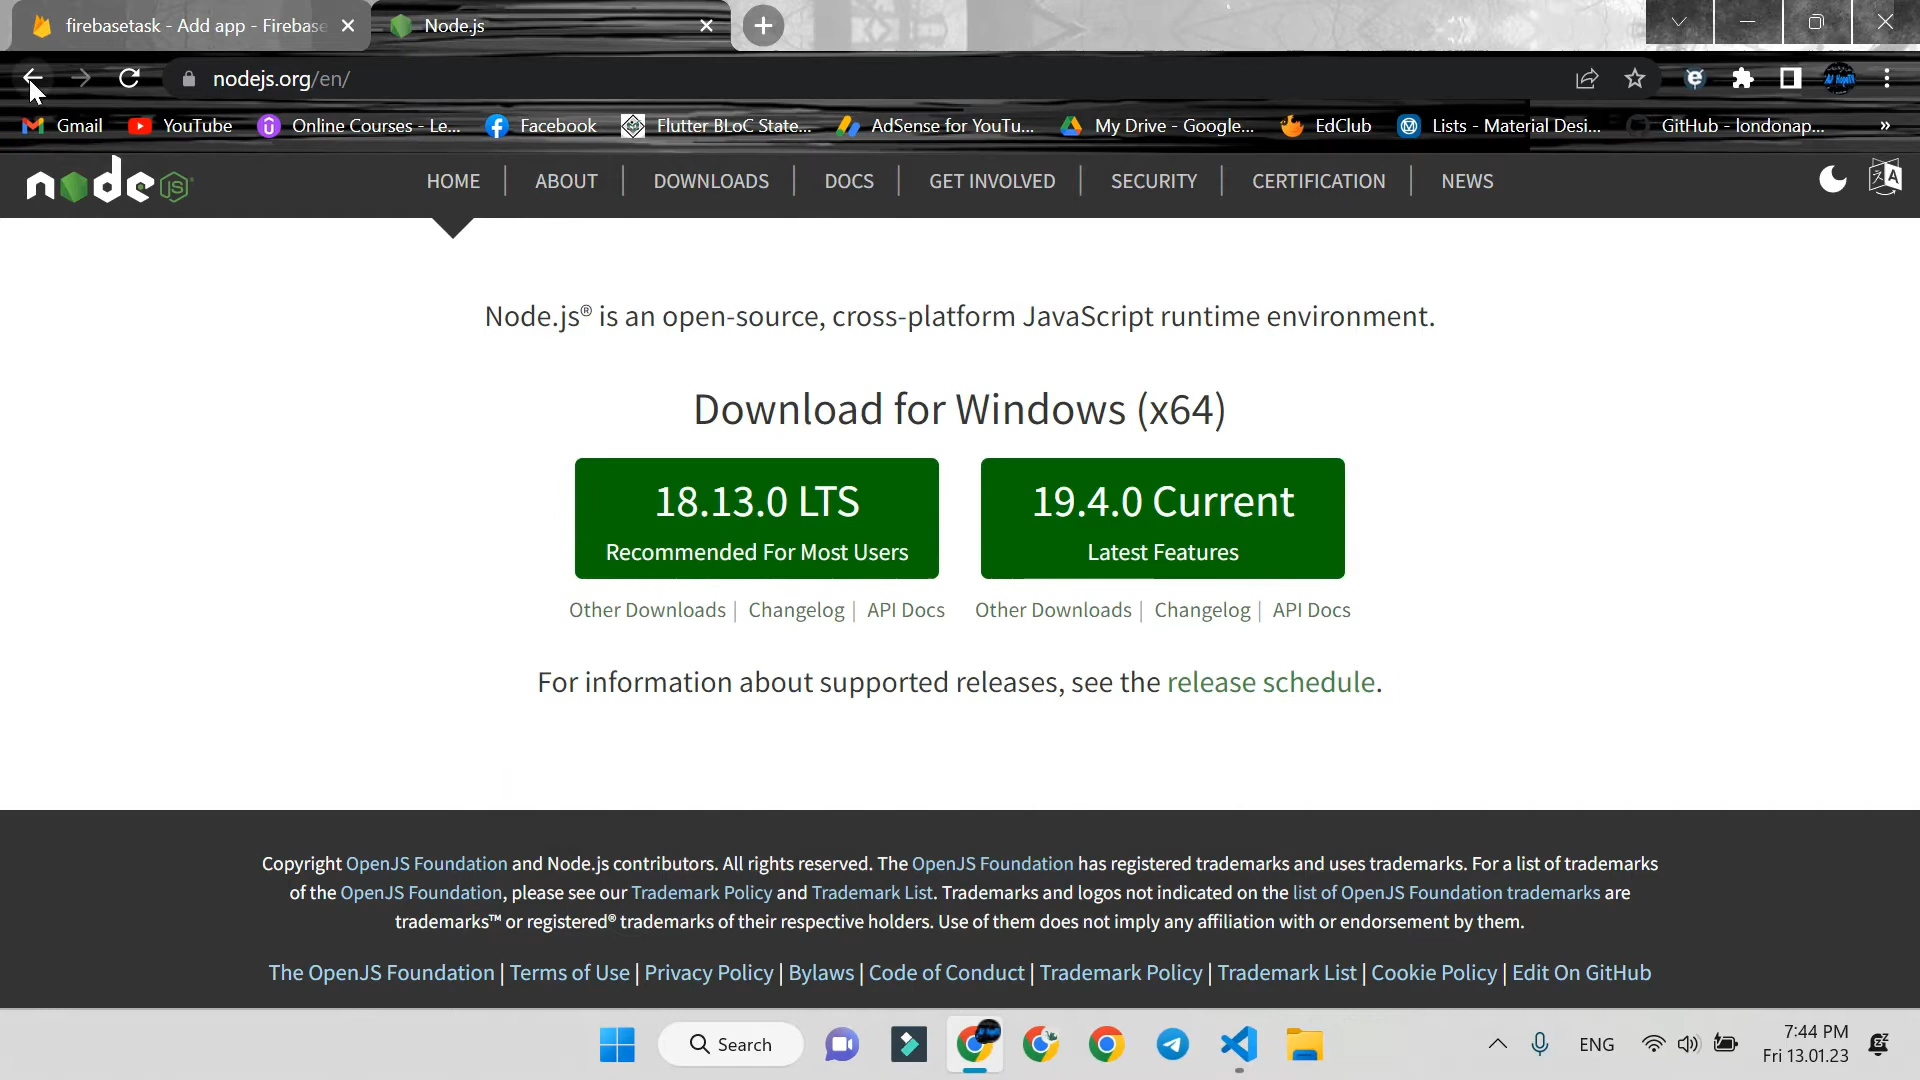 firebasetask - Add app - Firebase
Node.js
nodejs.org/en/
Gmail
YouTube
Online Courses - Le...
Facebook
Flutter BLoC State...
AdSense for YouTu...
My Drive - Google...
EdClub
Lists - Material Desi...
GitHub - londonap...
»
node JS
HOME | ABOUT | DOWNLOADS | DOCS | GET INVOLVED | SECURITY | CERTIFICATION | NEWS
Node.js® is an open-source, cross-platform JavaScript runtime environment.
Download for Windows (x64)
18.13.0 LTS
Recommended For Most Users
19.4.0 Current
Latest Features
Other Downloads | Changelog | API Docs
Other Downloads | Changelog | API Docs
For information about supported releases, see the release schedule.
Copyright OpenJS Foundation and Node.js contributors. All rights reserved. The OpenJS Foundation has registered trademarks and uses trademarks. For a list of trademarks
of the OpenJS Foundation, please see our Trademark Policy and Trademark List. Trademarks and logos not indicated on the list of OpenJS Foundation trademarks are
trademarks™ or registered® trademarks of their respective holders. Use of them does not imply any affiliation with or endorsement by them.
The OpenJS Foundation | Terms of Use | Privacy Policy | Bylaws | Code of Conduct | Trademark Policy | Trademark List | Cookie Policy | Edit On GitHub
Search
ENG
7:44 PM
Fri 13.01.23